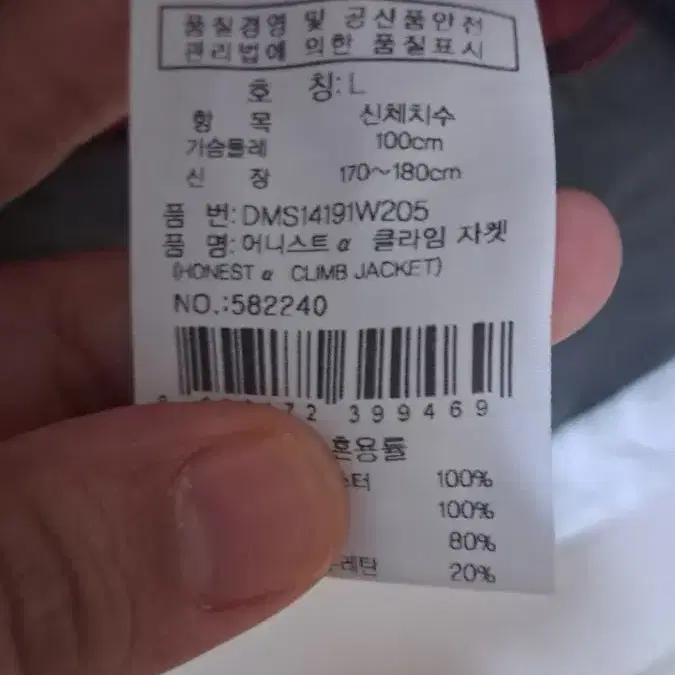 품질경영 및 공산품안전
관리법에 의한 품질표시
호 칭: L
항 목 신체치수
가슴둘레 100cm
신 장 170~180cm
품 번: DMS14191W205
품 명: 어니스트α 클라임 자켓
(HONEST α CLIMB JACKET)
NO.:582240
72 399469
혼용률
100%
100%
80%
레탄 20%